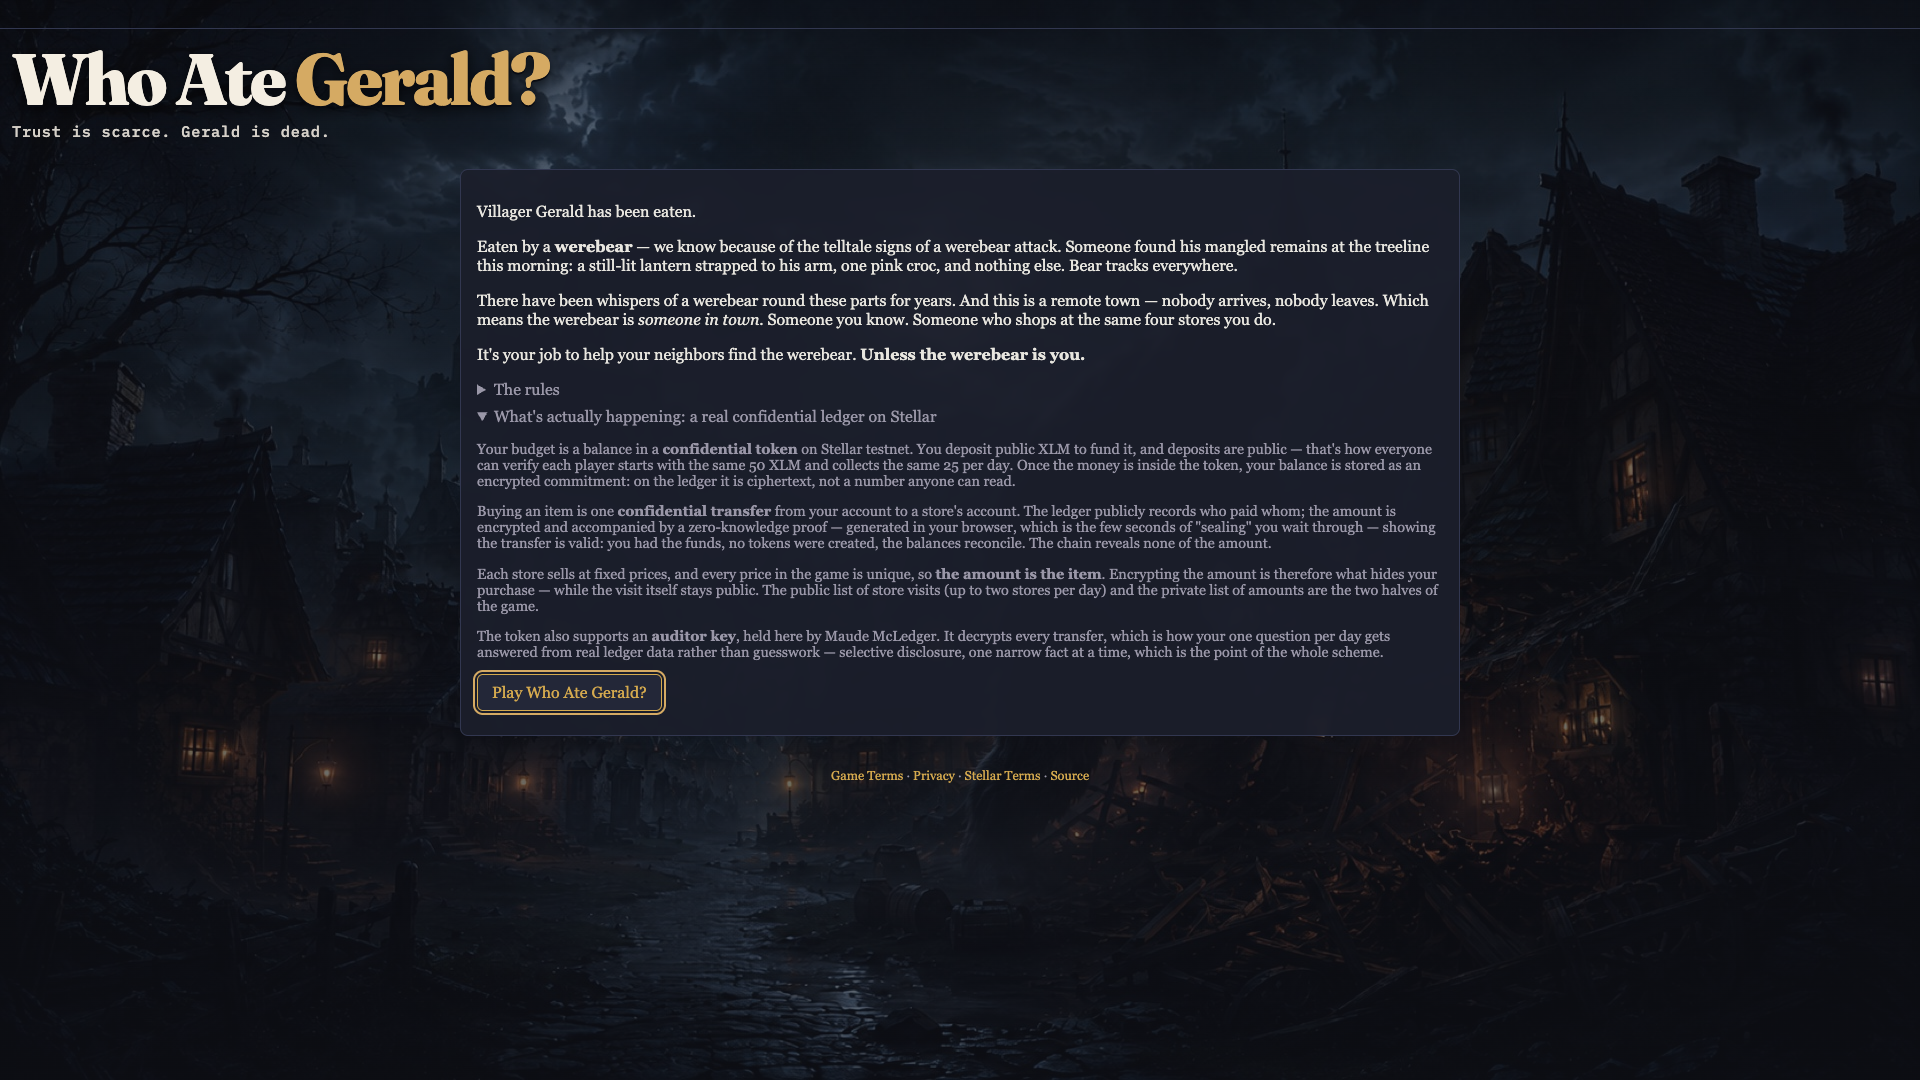 Who Ate Gerald?
Trust is scarce. Gerald is dead.
Villager Gerald has been eaten.
Eaten by a werebear — we know because of the telltale signs of a werebear attack. Someone found his mangled remains at the treeline
this morning: a still-lit lantern strapped to his arm, one pink croc, and nothing else. Bear tracks everywhere.
There have been whispers of a werebear round these parts for years. And this is a remote town — nobody arrives, nobody leaves. Which
means the werebear is someone in town. Someone you know. Someone who shops at the same four stores you do.
It's your job to help your neighbors find the werebear. Unless the werebear is you.
▶ The rules
▼ What's actually happening: a real confidential ledger on Stellar
Your budget is a balance in a confidential token on Stellar testnet. You deposit public XLM to fund it, and deposits are public — that's how everyone
can verify each player starts with the same 50 XLM and collects the same 25 per day. Once the money is inside the token, your balance is stored as an
encrypted commitment: on the ledger it is ciphertext, not a number anyone can read.
Buying an item is one confidential transfer from your account to a store's account. The ledger publicly records who paid whom; the amount is
encrypted and accompanied by a zero-knowledge proof — generated in your browser, which is the few seconds of "sealing" you wait through — showing
the transfer is valid: you had the funds, no tokens were created, the balances reconcile. The chain reveals none of the amount.
Each store sells at fixed prices, and every price in the game is unique, so the amount is the item. Encrypting the amount is therefore what hides your
purchase — while the visit itself stays public. The public list of store visits (up to two stores per day) and the private list of amounts are the two halves of
the game.
The token also supports an auditor key, held here by Maude McLedger. It decrypts every transfer, which is how your one question per day gets
answered from real ledger data rather than guesswork — selective disclosure, one narrow fact at a time, which is the point of the whole scheme.
Play Who Ate Gerald?
Game Terms · Privacy · Stellar Terms · Source